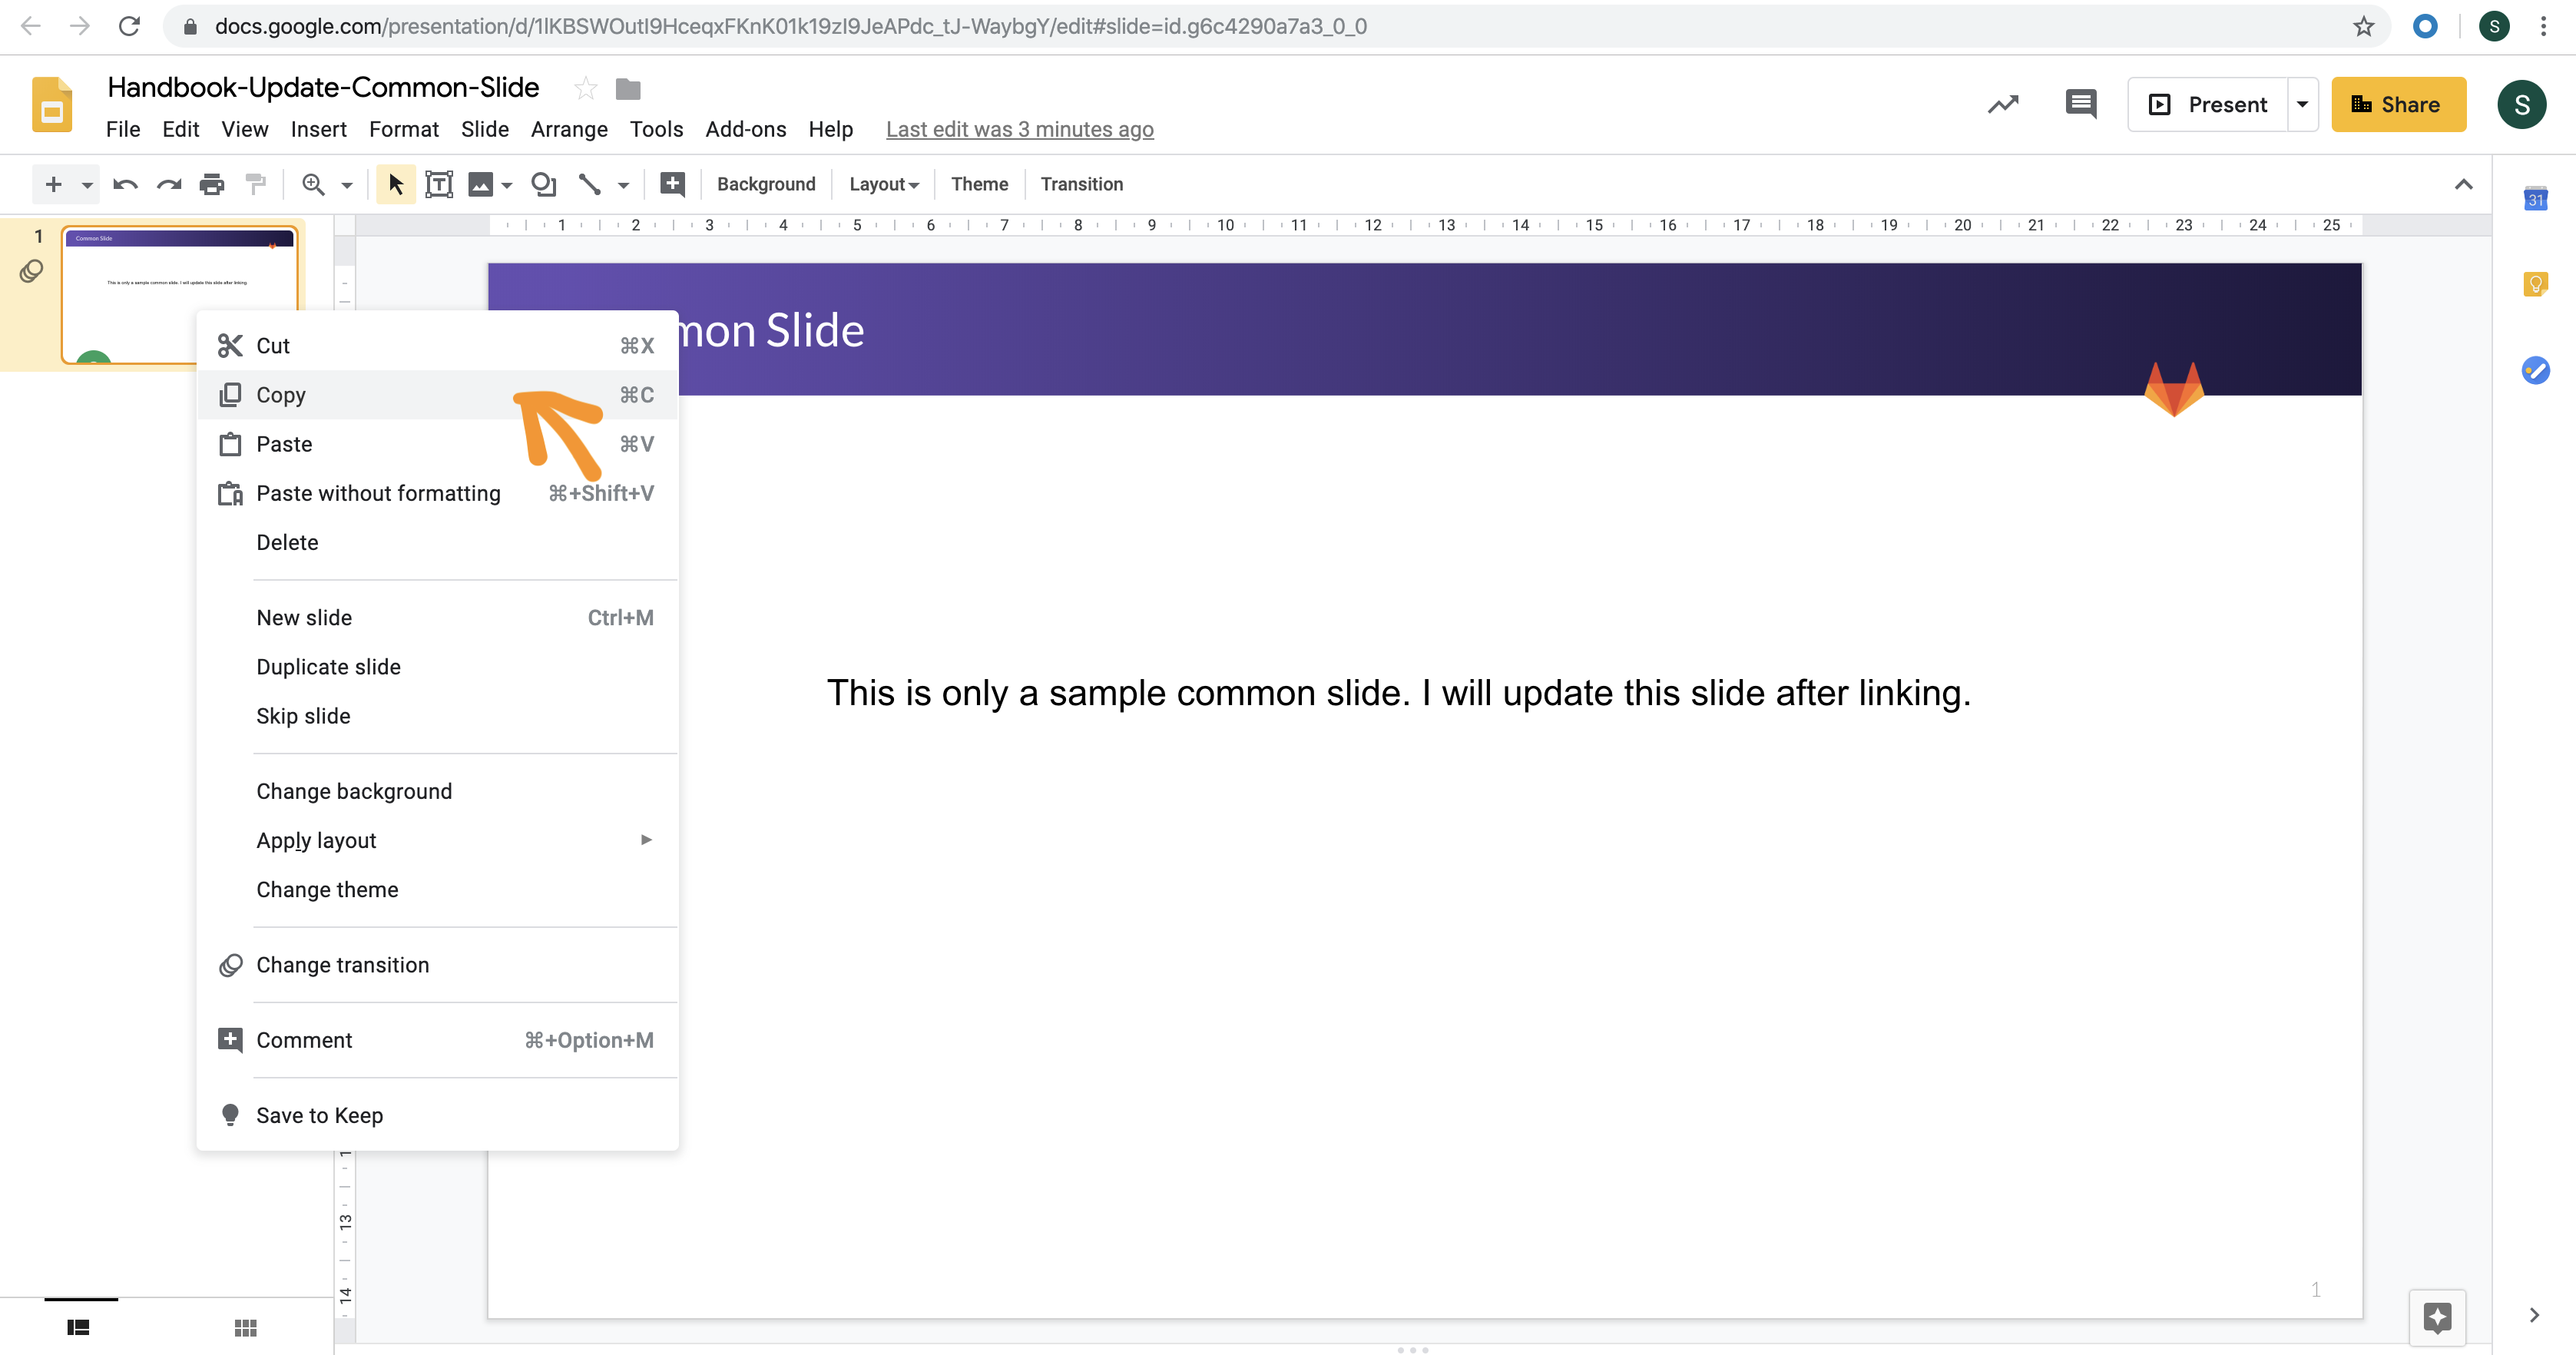 docs.google.com/presentation/d/1lKBSWOutI9HceqxFKnK01k19zI9JeAPdc_tJ-WaybgY/edit#slide=id.g6c4290a7a3_0_0
S
Handbook-Update-Common-Slide
File Edit View Insert Format Slide Arrange Tools Add-ons Help Last edit was 3 minutes ago
Present
Share
S
Background Layout Theme Transition
31
1 2 3 4 5 6 7 8 9 10 11 12 13 14 15 16 17 18 19 20 21 22 23 24 25
1
Common Slide
This is only a sample common slide. I will update this slide after linking.
mon Slide
Cut ⌘X
Copy ⌘C
Paste ⌘V
Paste without formatting ⌘+Shift+V
Delete
New slide Ctrl+M
Duplicate slide
Skip slide
Change background
Apply layout
Change theme
Change transition
Comment ⌘+Option+M
Save to Keep
This is only a sample common slide. I will update this slide after linking.
13
14
1